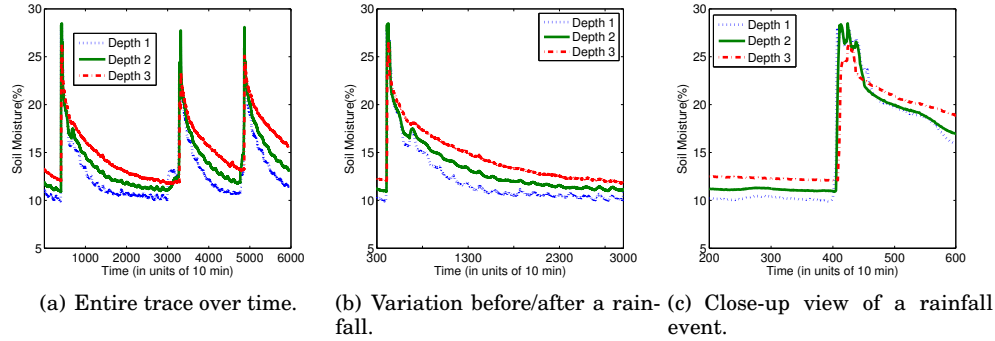 30
25
20
15
10
5
Soil Moisture(%)
Depth 1
Depth 2
Depth 3
1000 2000 3000 4000 5000 6000
Time (in units of 10 min)
(a) Entire trace over time.
30
25
20
15
10
5
Soil Moisture(%)
Depth 1
Depth 2
Depth 3
300 1300 2300 3000
Time (in units of 10 min)
(b) Variation before/after a rain-
fall.
30
25
20
15
10
5
Soil Moisture(%)
Depth 1
Depth 2
Depth 3
200 300 400 500 600
Time (in units of 10 min)
(c) Close-up view of a rainfall
event.